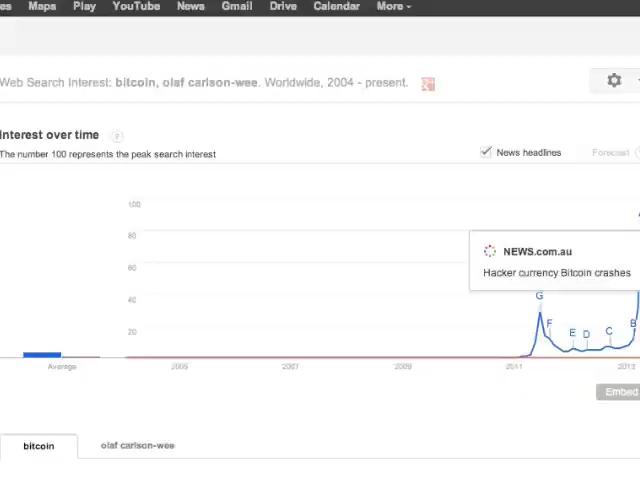 es Maps Play YouTube News Gmail Drive Calendar More
Web Search Interest: bitcoin, olaf carlson-wee. Worldwide, 2004 - present.
Interest over time ?
The number 100 represents the peak search interest
News headlines Forecast
100
80
60
40
20
NEWS.com.au
Hacker currency Bitcoin crashes
G
F
E
D
C
B
Average 2005 2007 2009 2011 2013
Embed
bitcoin olaf carlson-wee